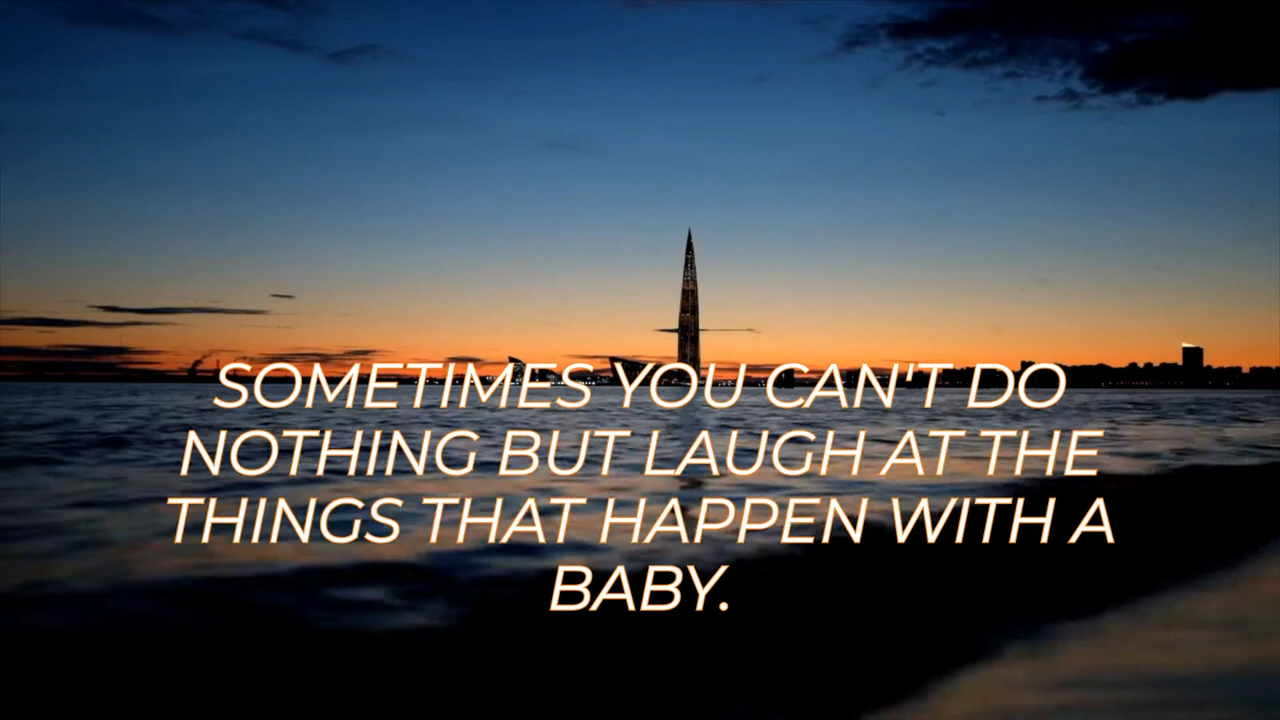 SOMETIMES YOU CAN'T DO
NOTHING BUT LAUGH AT THE
THINGS THAT HAPPEN WITH A
BABY.